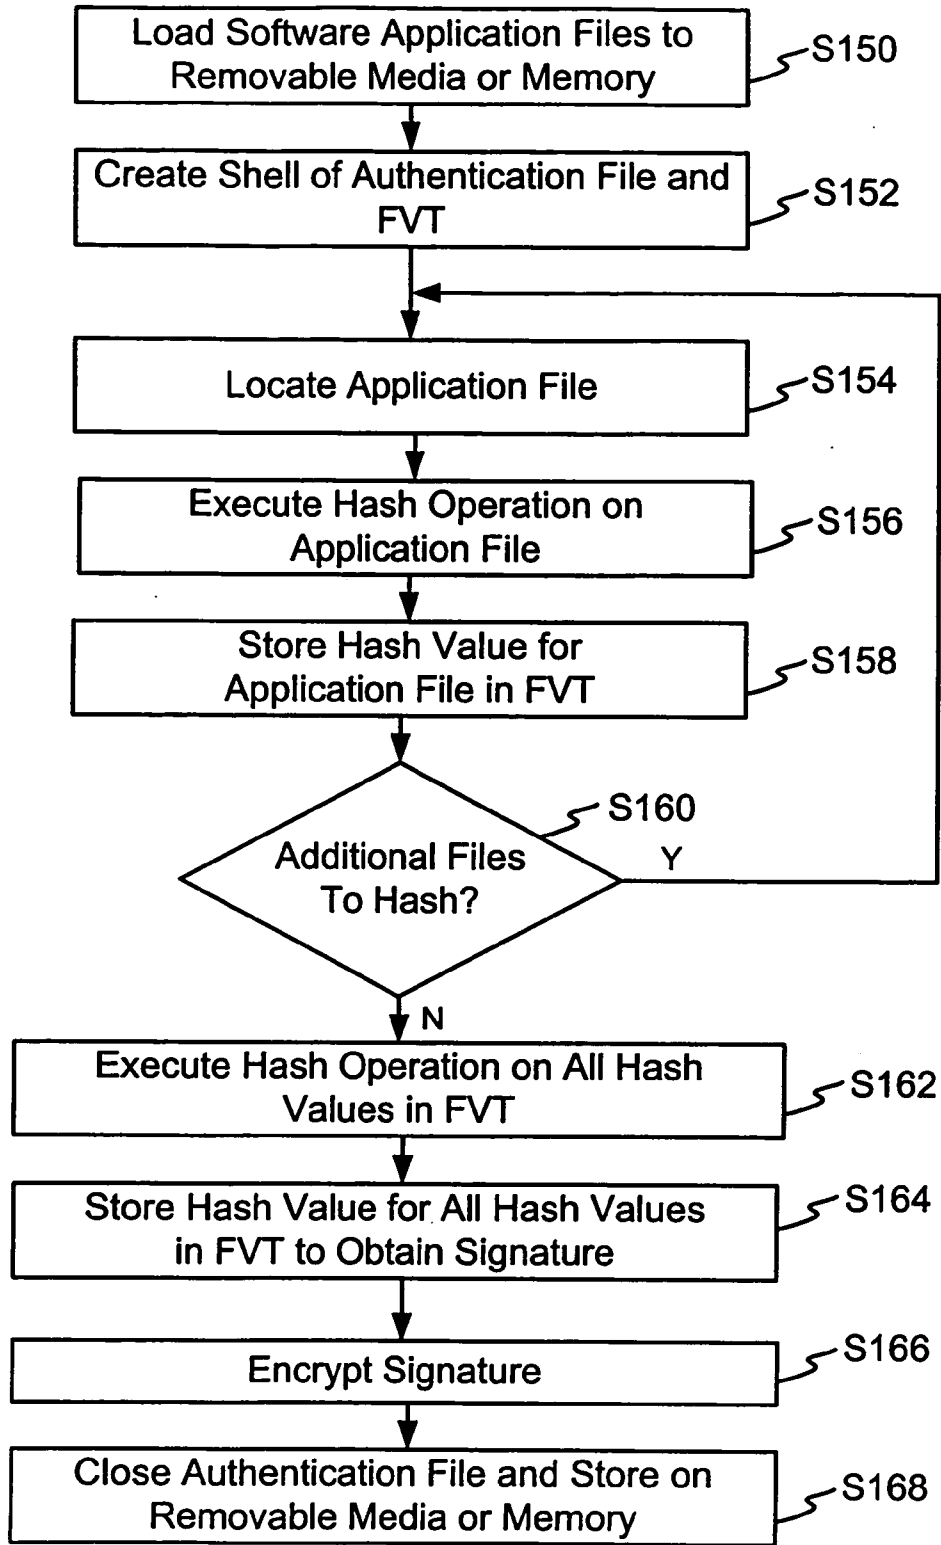 Load Software Application Files to
Removable Media or Memory
S150
Create Shell of Authentication File and
FVT
S152
Locate Application File
S154
Execute Hash Operation on
Application File
S156
Store Hash Value for
Application File in FVT
S158
S160
Additional Files
To Hash?
Y
N
Execute Hash Operation on All Hash
Values in FVT
S162
Store Hash Value for All Hash Values
in FVT to Obtain Signature
S164
Encrypt Signature
S166
Close Authentication File and Store on
Removable Media or Memory
S168